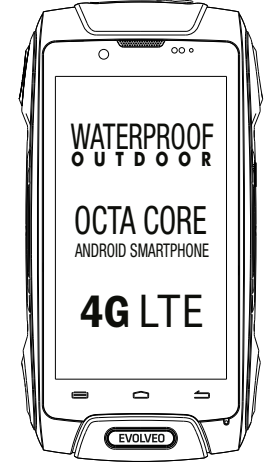 WATERPROOF
OUTDOOR
OCTA CORE
ANDROID SMARTPHONE
4G LTE
EVOLVEO